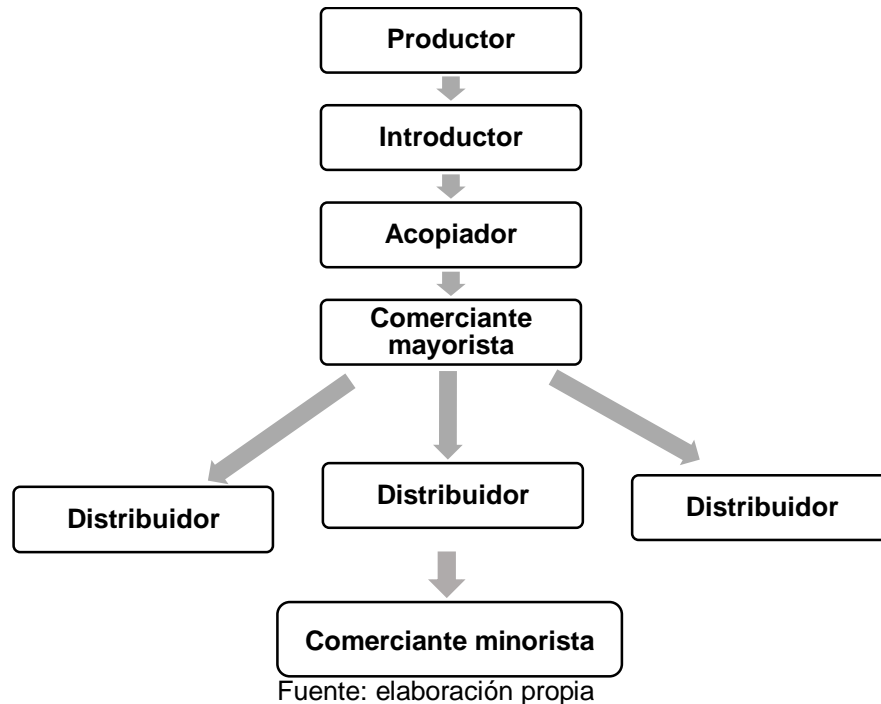 Productor
Introductor
Acopiador
Comerciante
mayorista
Distribuidor
Distribuidor
Distribuidor
Comerciante minorista
Fuente: elaboración propia